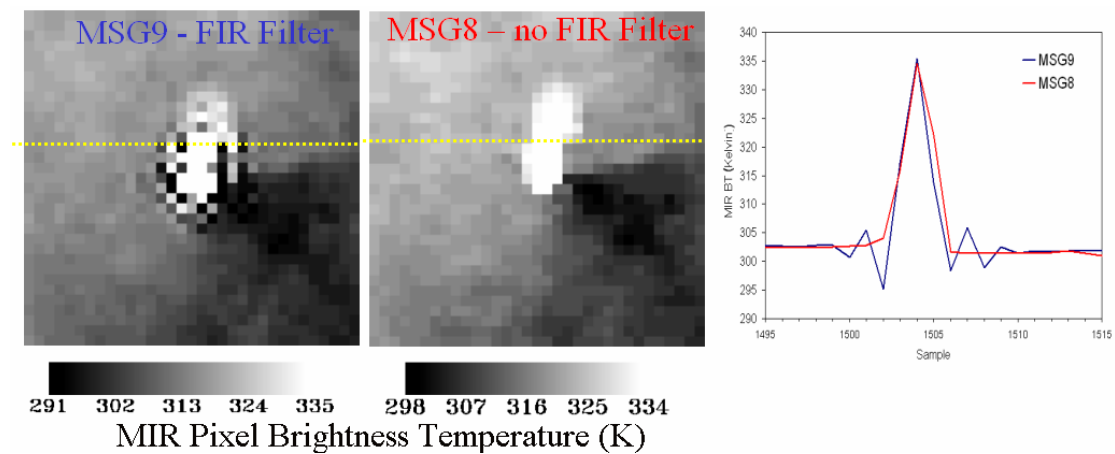 MSG9 - FIR Filter
MSG8 – no FIR Filter
291 302 313 324 335
298 307 316 325 334
MIR Pixel Brightness Temperature (K)
MIR BT (Kelvin)
340
335
330
325
320
315
310
305
300
295
290
1495 1500 1505 1510 1515
Sample
MSG9
MSG8